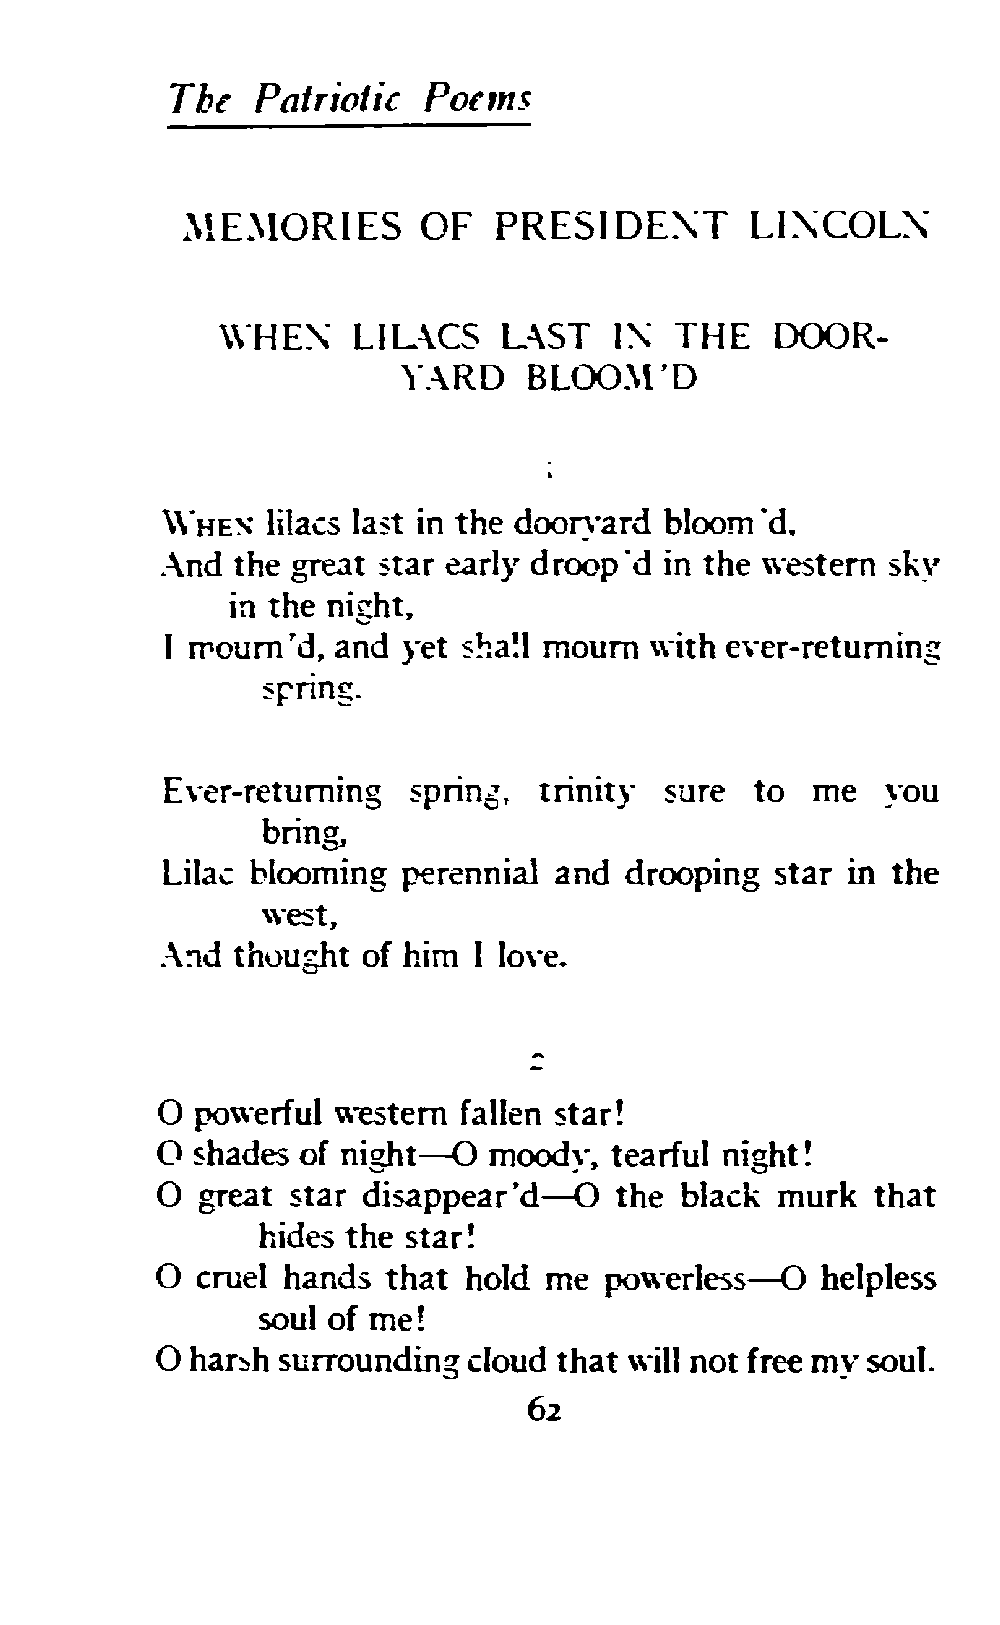 The Patriotic Poems
MEMORIES OF PRESIDENT LINCOLN
WHEN LILACS LAST IN THE DOOR-
YARD BLOOM'D
WHEN lilacs last in the dooryard bloom'd,
And the great star early droop'd in the western sky
in the night,
I mourn'd, and yet shall mourn with ever-returning
spring.
Ever-returning spring, trinity sure to me you
bring,
Lilac blooming perennial and drooping star in the
west,
And thought of him I love.
2
O powerful western fallen star!
O shades of night—O moody, tearful night!
O great star disappear'd—O the black murk that
hides the star!
O cruel hands that hold me powerless—O helpless
soul of me!
O harsh surrounding cloud that will not free my soul.
62